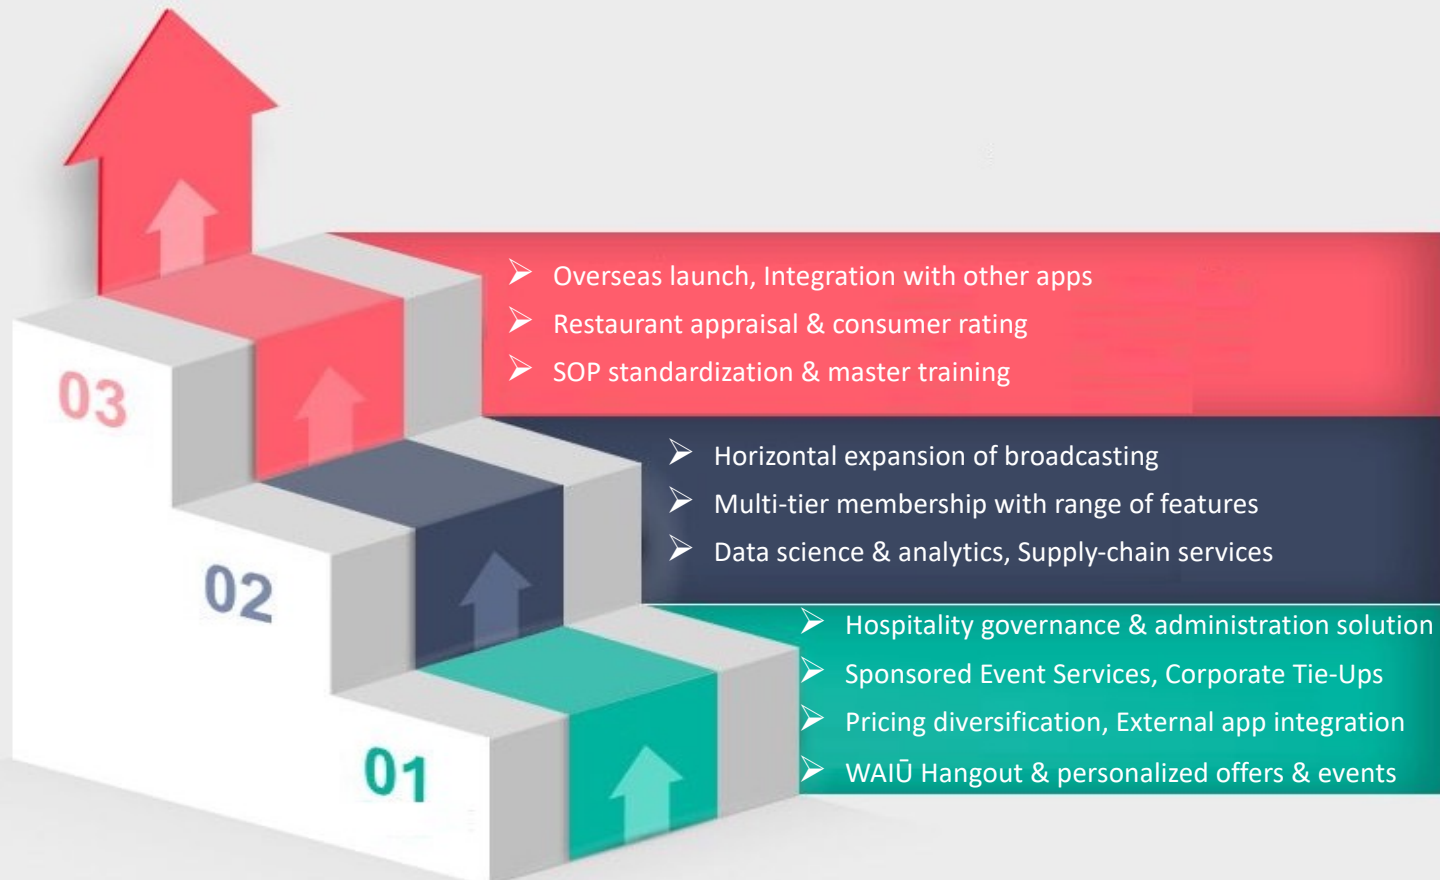 03
➢ Overseas launch, Integration with other apps
➢ Restaurant appraisal & consumer rating
➢ SOP standardization & master training
02
➢ Horizontal expansion of broadcasting
➢ Multi-tier membership with range of features
➢ Data science & analytics, Supply-chain services
01
➢ Hospitality governance & administration solution
➢ Sponsored Event Services, Corporate Tie-Ups
➢ Pricing diversification, External app integration
➢ WAIŪ Hangout & personalized offers & events